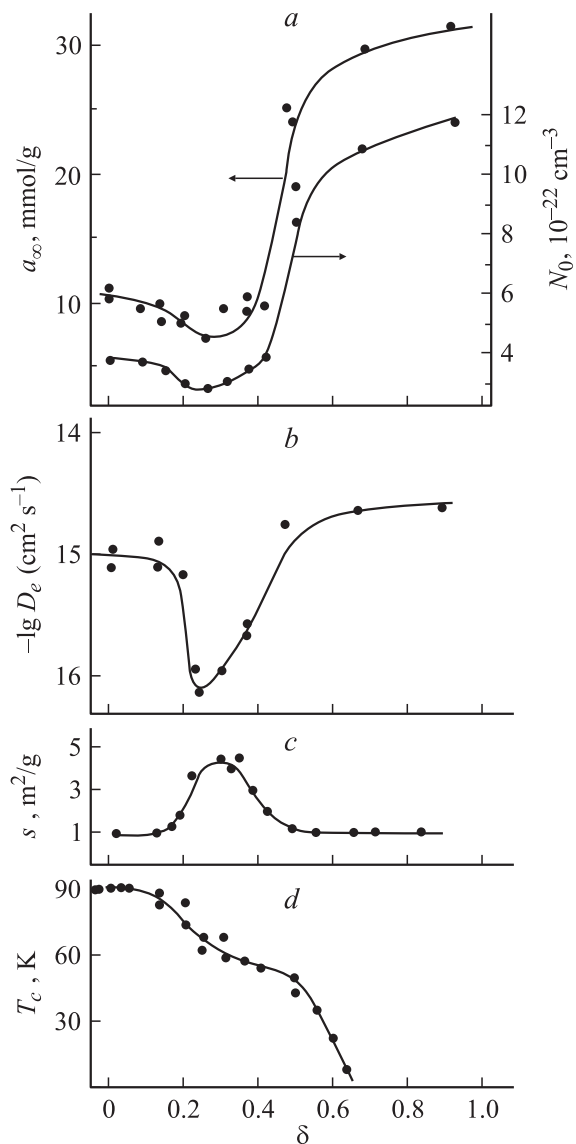 a
30
20
10
a∞, mmol/g
12
10
8
6
4
N₀, 10⁻²² cm⁻³
b
14
15
16
−lg Dₑ (cm² s⁻¹)
c
5
3
1
s, m²/g
d
90
60
30
T_c, K
0 0.2 0.4 0.6 0.8 1.0
δ